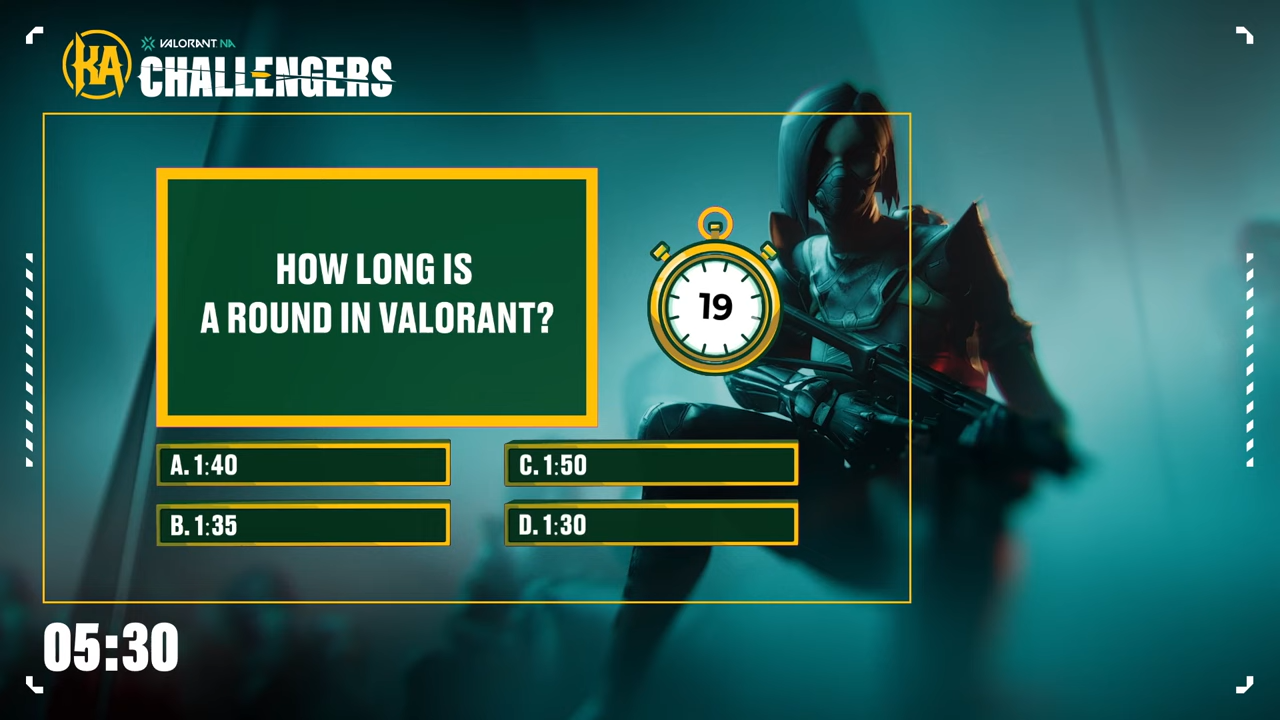 KA
VALORANT NA
CHALLENGERS
HOW LONG IS
A ROUND IN VALORANT?
19
A. 1:40
B. 1:35
C. 1:50
D. 1:30
05:30